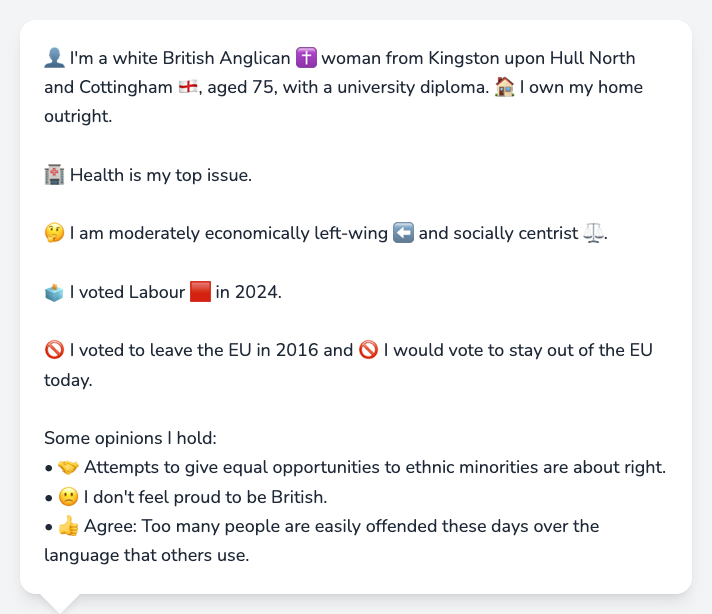 👤 I'm a white British Anglican ✝️ woman from Kingston upon Hull North
and Cottingham 🏴󠁧󠁢󠁥󠁮󠁧󠁿, aged 75, with a university diploma. 🏠 I own my home
outright.
🏥 Health is my top issue.
🤔 I am moderately economically left-wing ⬅️ and socially centrist ⚖️.
🗳️ I voted Labour 🟥 in 2024.
🚫 I voted to leave the EU in 2016 and 🚫 I would vote to stay out of the EU
today.
Some opinions I hold:
• 🤝 Attempts to give equal opportunities to ethnic minorities are about right.
• 🙁 I don't feel proud to be British.
• 👍 Agree: Too many people are easily offended these days over the
language that others use.